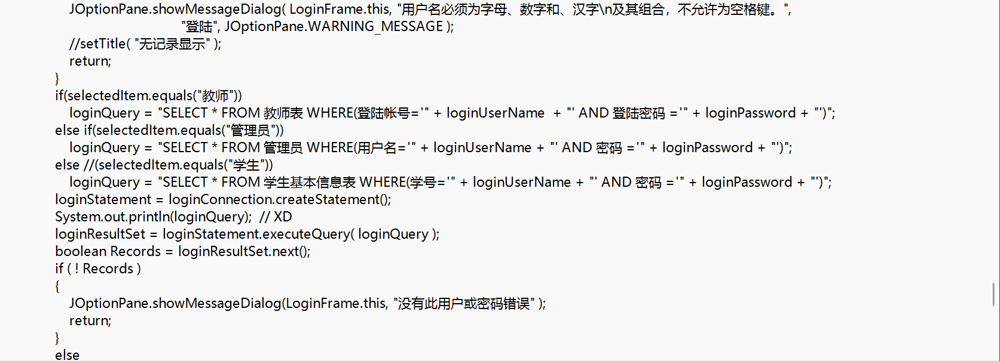 JOptionPane.showMessageDialog( LoginFrame.this, "用户名必须为字母、数字和、汉字\n及其组合，不允许为空格键。",
"登陆", JOptionPane.WARNING_MESSAGE );
//setTitle( "无记录显示" );
return;
}
if(selectedItem.equals("教师"))
loginQuery = "SELECT * FROM 教师表 WHERE(登陆帐号='" + loginUserName  + "' AND 登陆密码 ='" + loginPassword + "')";
else if(selectedItem.equals("管理员"))
loginQuery = "SELECT * FROM 管理员 WHERE(用户名='" + loginUserName + "' AND 密码 ='" + loginPassword + "')";
else //(selectedItem.equals("学生"))
loginQuery = "SELECT * FROM 学生基本信息表 WHERE(学号='" + loginUserName + "' AND 密码 ='" + loginPassword + "')";
loginStatement = loginConnection.createStatement();
System.out.println(loginQuery);  // XD
loginResultSet = loginStatement.executeQuery( loginQuery );
boolean Records = loginResultSet.next();
if ( ! Records )
{
JOptionPane.showMessageDialog(LoginFrame.this, "没有此用户或密码错误" );
return;
}
else